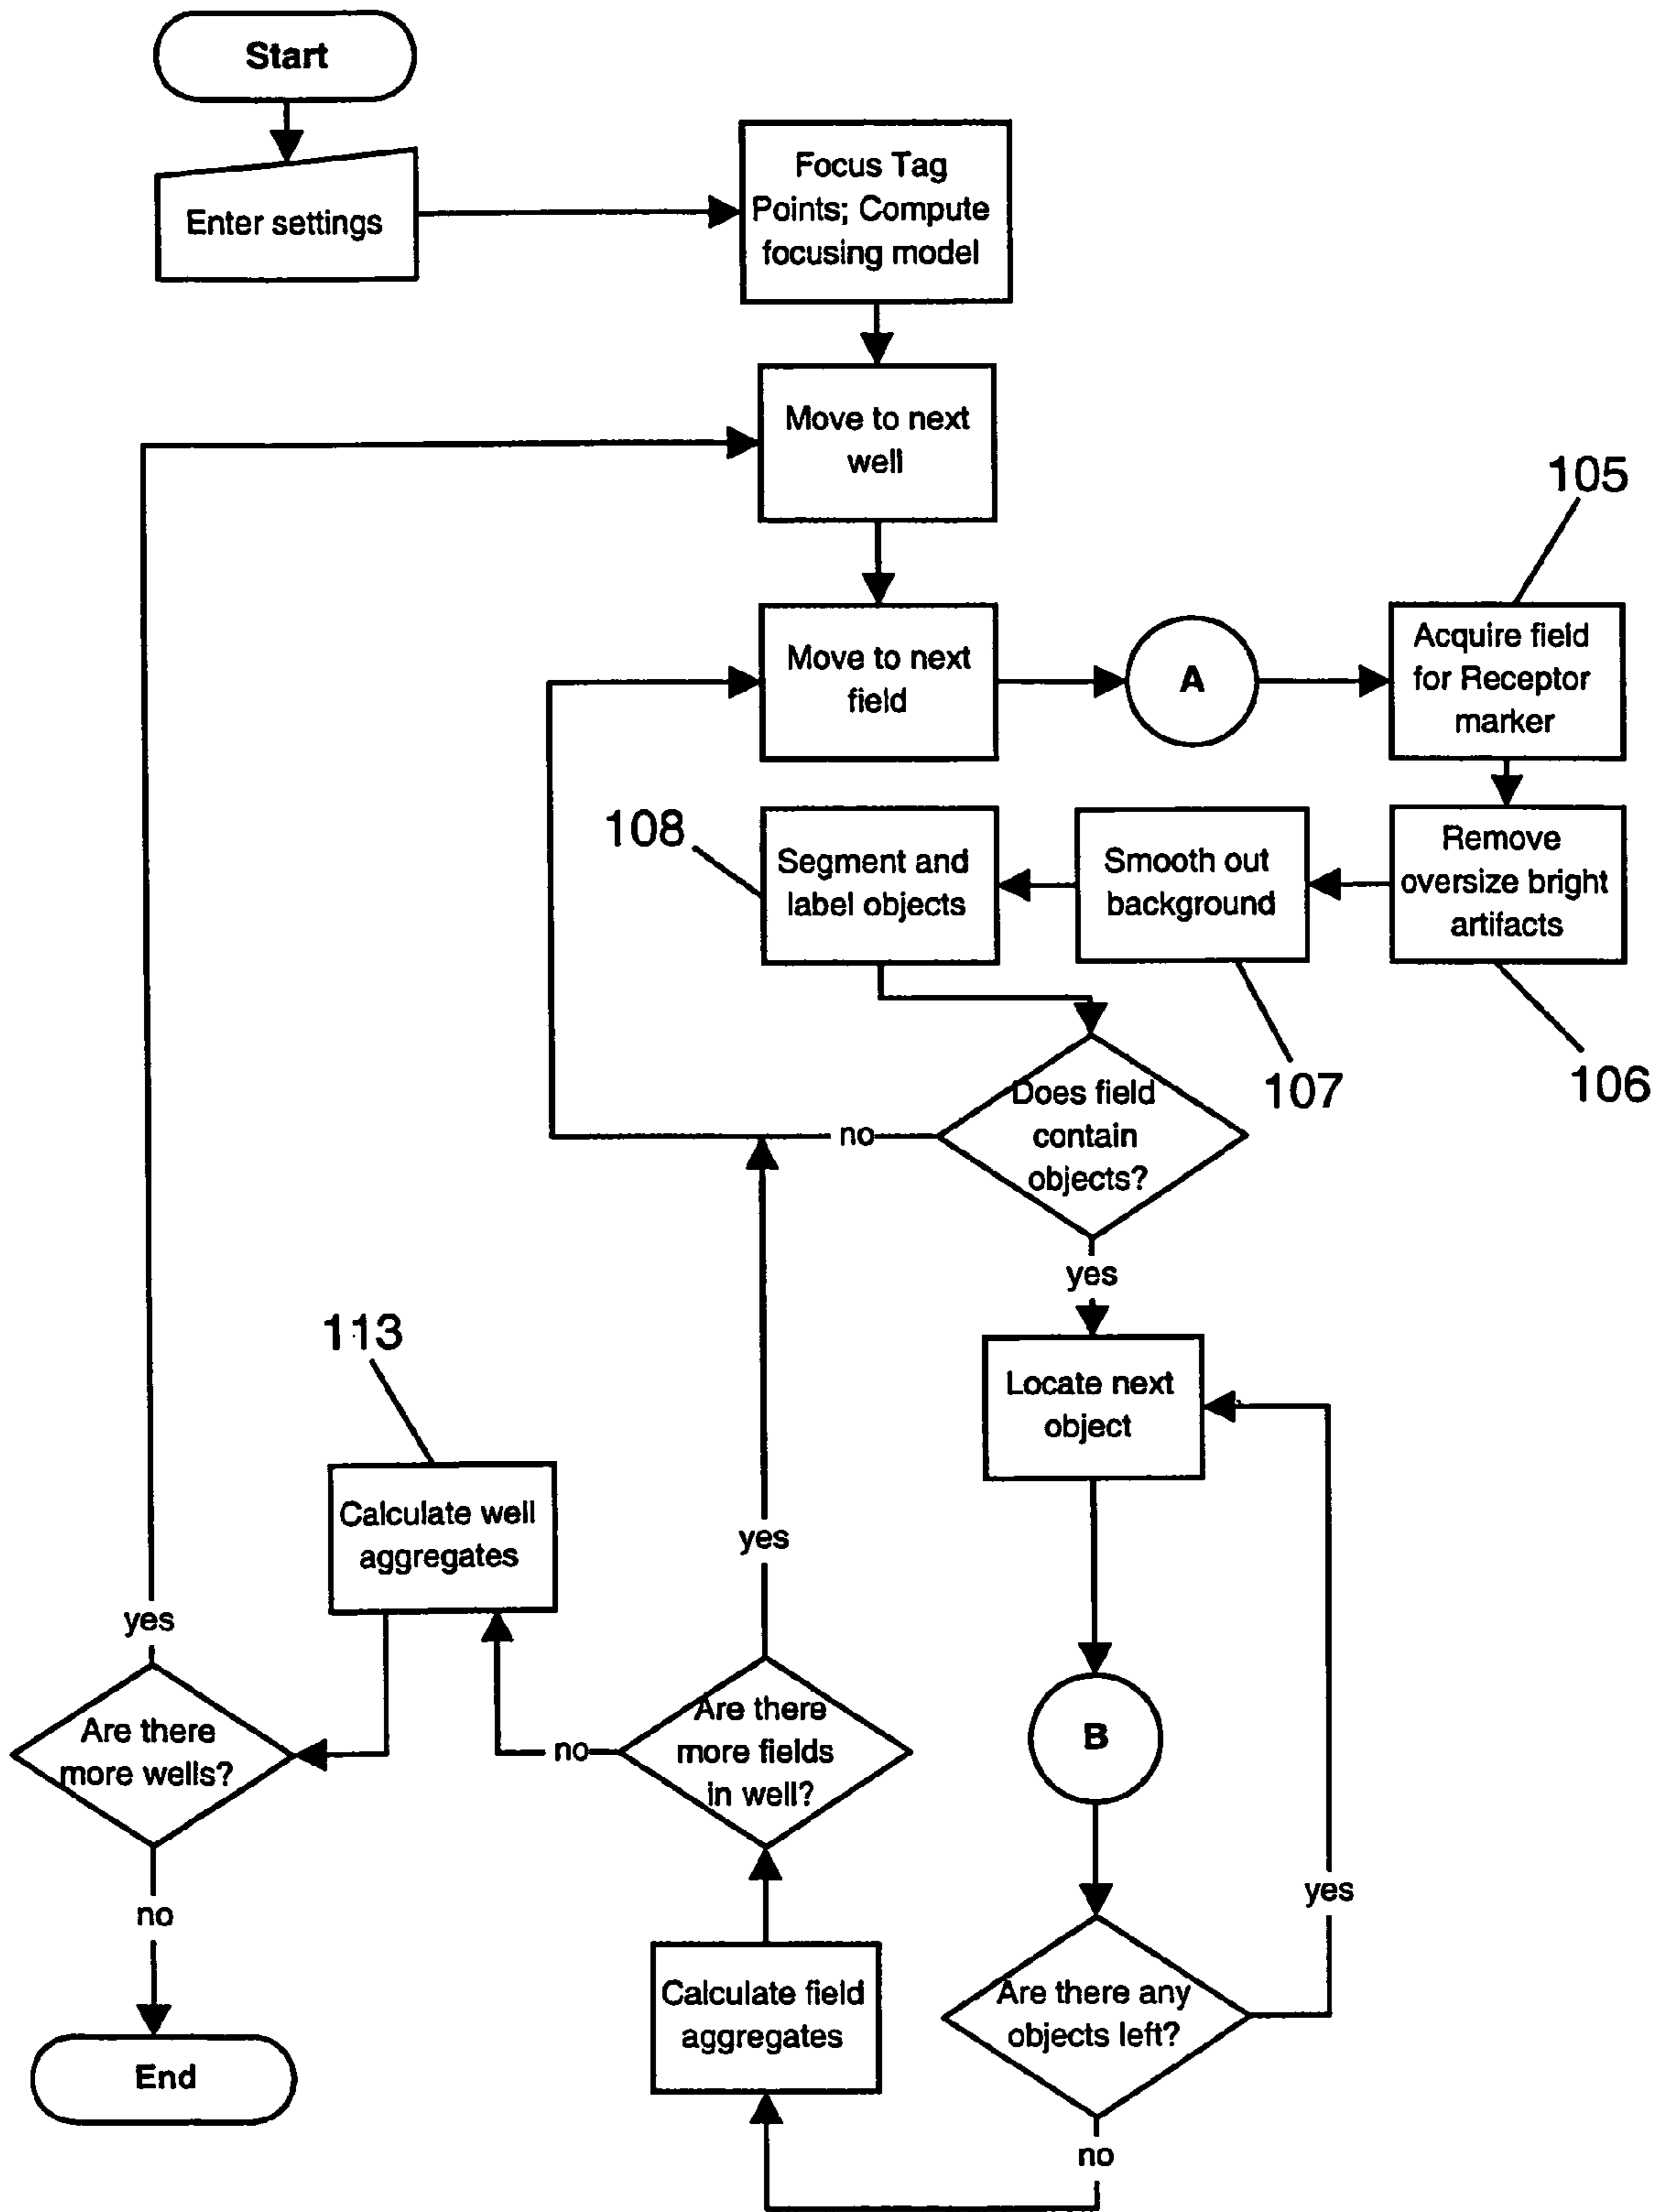 Start
Enter settings
Focus Tag
Points; Compute
focusing model
Move to next
well
105
Move to next
field
A
Acquire field
for Receptor
marker
108
Segment and
label objects
Smooth out
background
Remove
oversize bright
artifacts
107
106
Does field
contain
objects?
no
yes
113
Locate next
object
Calculate well
aggregates
yes
yes
Are there
more wells?
no
Are there
more fields
in well?
B
yes
no
Calculate field
aggregates
Are there any
objects left?
End
no